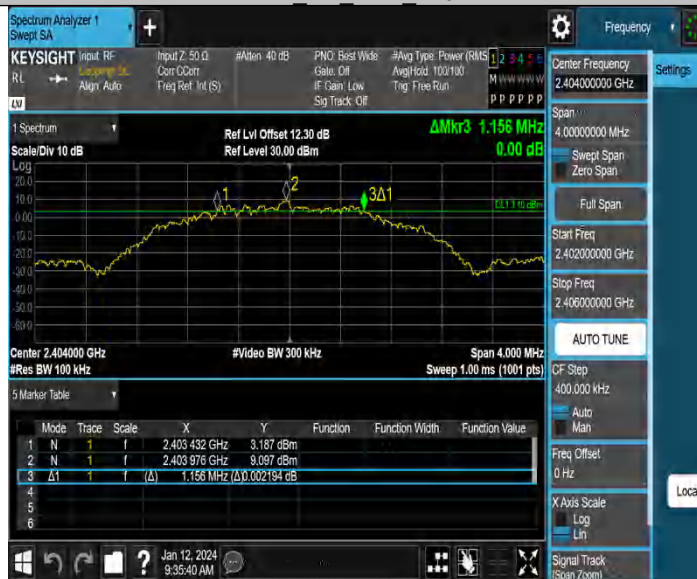 Spectrum Analyzer 1
Swept SA
Frequency
KEYSIGHT Input: RF Input Z: 50 Ω #Atten: 40 dB PNO: Best Wide #Avg Type: Power (RMS 1 2 3 4 5 6
RL Corr CCorr Gate: Off Avg|Hold: 100/100 M W W W W W
Align: Auto Freq Ref: Int (S) IF Gain: Low Trig: Free Run
Sig Track: Off P P P P P P
Center Frequency
2.404000000 GHz
Settings
1 Spectrum
Ref Lvl Offset 12.30 dB ΔMkr3 1.156 MHz
Scale/Div 10 dB Ref Level 30.00 dBm 0.00 dB
Log
20.0
10.0
0.00
-10.0
-20.0
-30.0
-50.0
-60.0
1
2
3Δ1
DL1 3.10 dBm
Center 2.404000 GHz #Video BW 300 kHz Span 4.000 MHz
#Res BW 100 kHz Sweep 1.00 ms (1001 pts)
Span
4.00000000 MHz
Swept Span
Zero Span
Full Span
Start Freq
2.402000000 GHz
Stop Freq
2.406000000 GHz
AUTO TUNE
CF Step
400.000 kHz
Auto
Man
Freq Offset
0 Hz
X Axis Scale
Log
Lin
Signal Track
(Span Zoom)
Loca
5 Marker Table
Mode Trace Scale X Y Function Function Width Function Value
1 N 1 f 2.403 432 GHz 3.187 dBm
2 N 1 f 2.403 976 GHz 9.097 dBm
3 Δ1 1 f (Δ) 1.156 MHz (Δ) 0.002194 dB
4
5
6
? Jan 12, 2024
9:35:40 AM